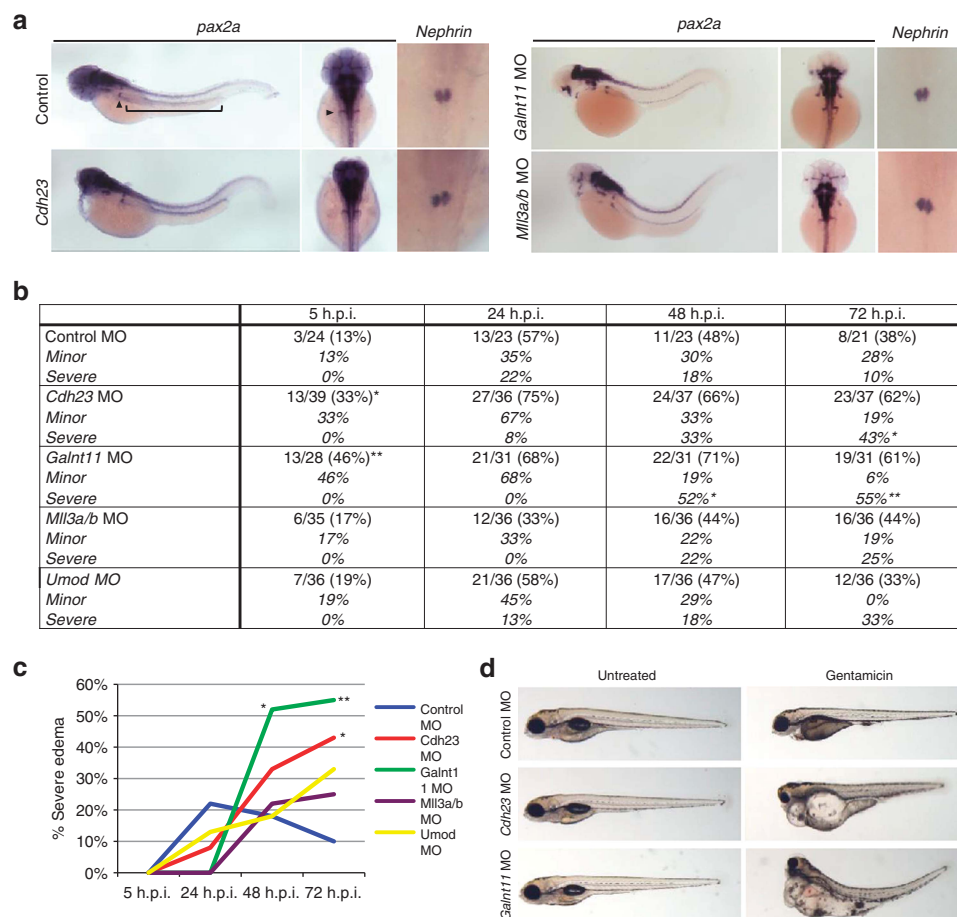 a
pax2a
Nephrin
Control
Cdh23
pax2a
Nephrin
Galnt11 MO
Mll3a/b MO
b
5 h.p.i. 24 h.p.i. 48 h.p.i. 72 h.p.i.
Control MO 3/24 (13%) 13/23 (57%) 11/23 (48%) 8/21 (38%)
Minor 13% 35% 30% 28%
Severe 0% 22% 18% 10%
Cdh23 MO 13/39 (33%)* 27/36 (75%) 24/37 (66%) 23/37 (62%)
Minor 33% 67% 33% 19%
Severe 0% 8% 33% 43%*
Galnt11 MO 13/28 (46%)** 21/31 (68%) 22/31 (71%) 19/31 (61%)
Minor 46% 68% 19% 6%
Severe 0% 0% 52%* 55%**
Mll3a/b MO 6/35 (17%) 12/36 (33%) 16/36 (44%) 16/36 (44%)
Minor 17% 33% 22% 19%
Severe 0% 0% 22% 25%
Umod MO 7/36 (19%) 21/36 (58%) 17/36 (47%) 12/36 (33%)
Minor 19% 45% 29% 0%
Severe 0% 13% 18% 33%
c
% Severe edema
60%
50%
40%
30%
20%
10%
0%
5 h.p.i. 24 h.p.i. 48 h.p.i. 72 h.p.i.
*
**
*
Control
MO
Cdh23
MO
Galnt1
1 MO
Mll3a/b
MO
Umod
MO
d
Untreated
Gentamicin
Control MO
Cdh23 MO
Galnt11 MO